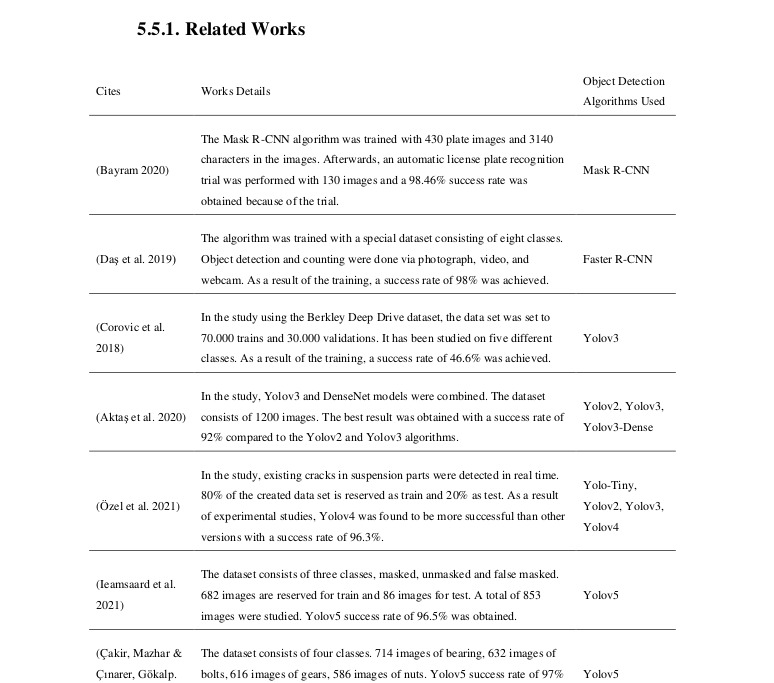 5.5.1. Related Works
Cites
Works Details
Object Detection
Algorithms Used
(Bayram 2020)
The Mask R-CNN algorithm was trained with 430 plate images and 3140
characters in the images. Afterwards, an automatic license plate recognition
trial was performed with 130 images and a 98.46% success rate was
obtained because of the trial.
Mask R-CNN
(Daş et al. 2019)
The algorithm was trained with a special dataset consisting of eight classes.
Object detection and counting were done via photograph, video, and
webcam. As a result of the training, a success rate of 98% was achieved.
Faster R-CNN
(Corovic et al.
2018)
In the study using the Berkley Deep Drive dataset, the data set was set to
70.000 trains and 30.000 validations. It has been studied on five different
classes. As a result of the training, a success rate of 46.6% was achieved.
Yolov3
(Aktaş et al. 2020)
In the study, Yolov3 and DenseNet models were combined. The dataset
consists of 1200 images. The best result was obtained with a success rate of
92% compared to the Yolov2 and Yolov3 algorithms.
Yolov2, Yolov3,
Yolov3-Dense
(Özel et al. 2021)
In the study, existing cracks in suspension parts were detected in real time.
80% of the created data set is reserved as train and 20% as test. As a result
of experimental studies, Yolov4 was found to be more successful than other
versions with a success rate of 96.3%.
Yolo-Tiny,
Yolov2, Yolov3,
Yolov4
(Ieamsaard et al.
2021)
The dataset consists of three classes, masked, unmasked and false masked.
682 images are reserved for train and 86 images for test. A total of 853
images were studied. Yolov5 success rate of 96.5% was obtained.
Yolov5
(Çakir, Mazhar &
Çınarer, Gökalp.
The dataset consists of four classes. 714 images of bearing, 632 images of
bolts, 616 images of gears, 586 images of nuts. Yolov5 success rate of 97%
Yolov5